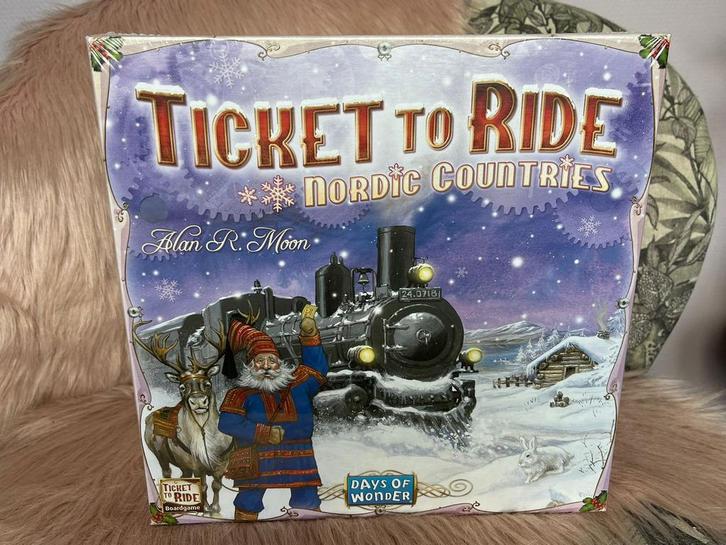 TICKET TO RIDE
NORDIC COUNTRIES
Alan R. Moon
24.0718
TICKET
TO RIDE
Boardgame
DAYS OF
WONDER